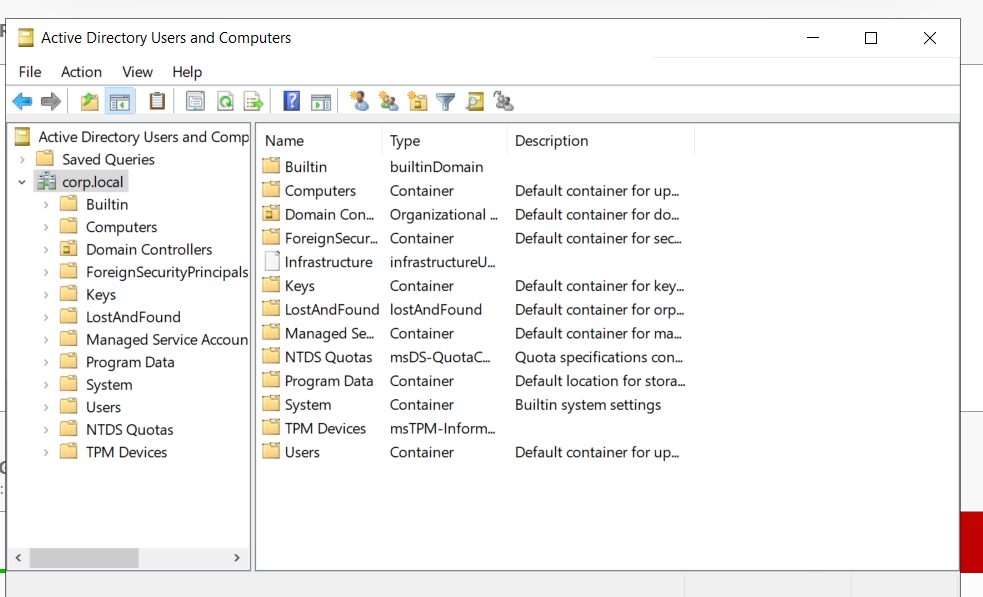 Active Directory Users and Computers
File Action View Help
Active Directory Users and Comp
Saved Queries
corp.local
Builtin
Computers
Domain Controllers
ForeignSecurityPrincipals
Keys
LostAndFound
Managed Service Accoun
Program Data
System
Users
NTDS Quotas
TPM Devices
Name Type Description
Builtin builtinDomain
Computers Container Default container for up...
Domain Con... Organizational ... Default container for do...
ForeignSecur... Container Default container for sec...
Infrastructure infrastructureU...
Keys Container Default container for key...
LostAndFound lostAndFound Default container for orp...
Managed Se... Container Default container for ma...
NTDS Quotas msDS-QuotaC... Quota specifications con...
Program Data Container Default location for stora...
System Container Builtin system settings
TPM Devices msTPM-Inform...
Users Container Default container for up...